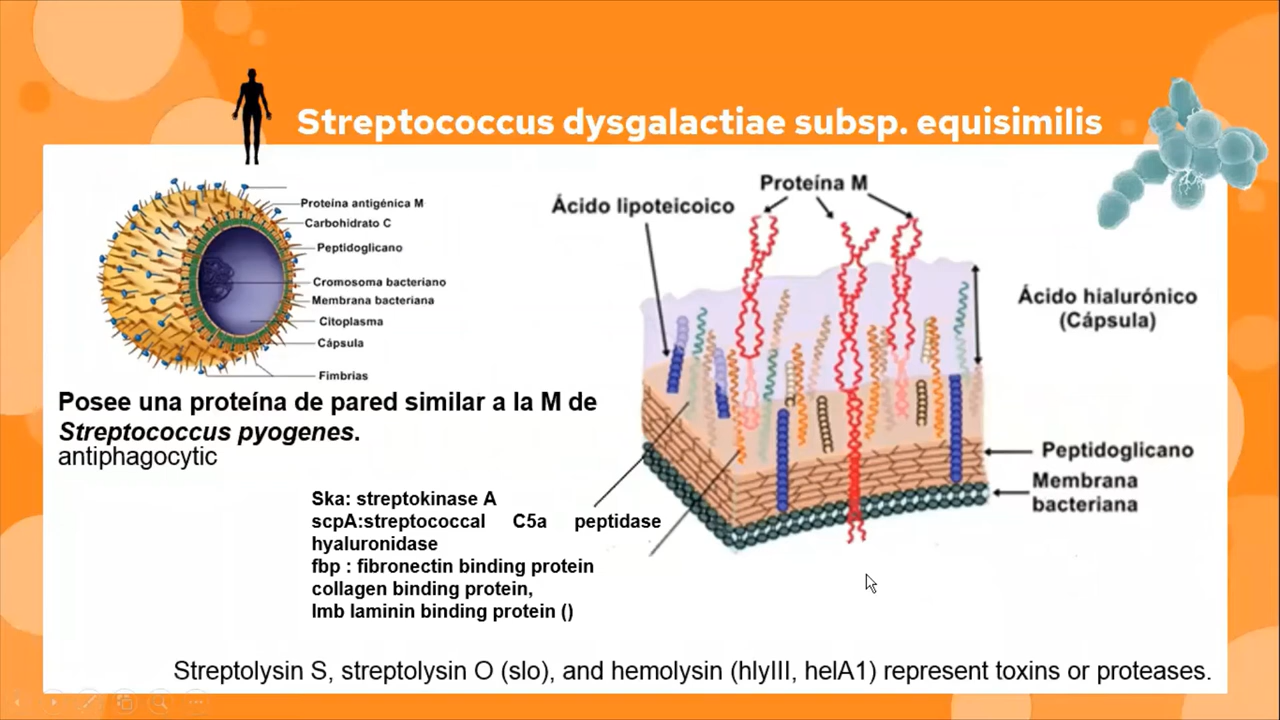 Streptococcus dysgalactiae subsp. equisimilis
Proteína antigénica M
Carbohidrato C
Peptidoglicano
Cromosoma bacteriano
Membrana bacteriana
Citoplasma
Cápsula
Fimbrias
Proteína M
Ácido lipoteicoico
Ácido hialurónico
(Cápsula)
Peptidoglicano
Membrana
bacteriana
Posee una proteína de pared similar a la M de
Streptococcus pyogenes.
antiphagocytic
Ska: streptokinase A
scpA:streptococcal C5a peptidase
hyaluronidase
fbp : fibronectin binding protein
collagen binding protein,
lmb laminin binding protein ()
Streptolysin S, streptolysin O (slo), and hemolysin (hlyIII, helA1) represent toxins or proteases.